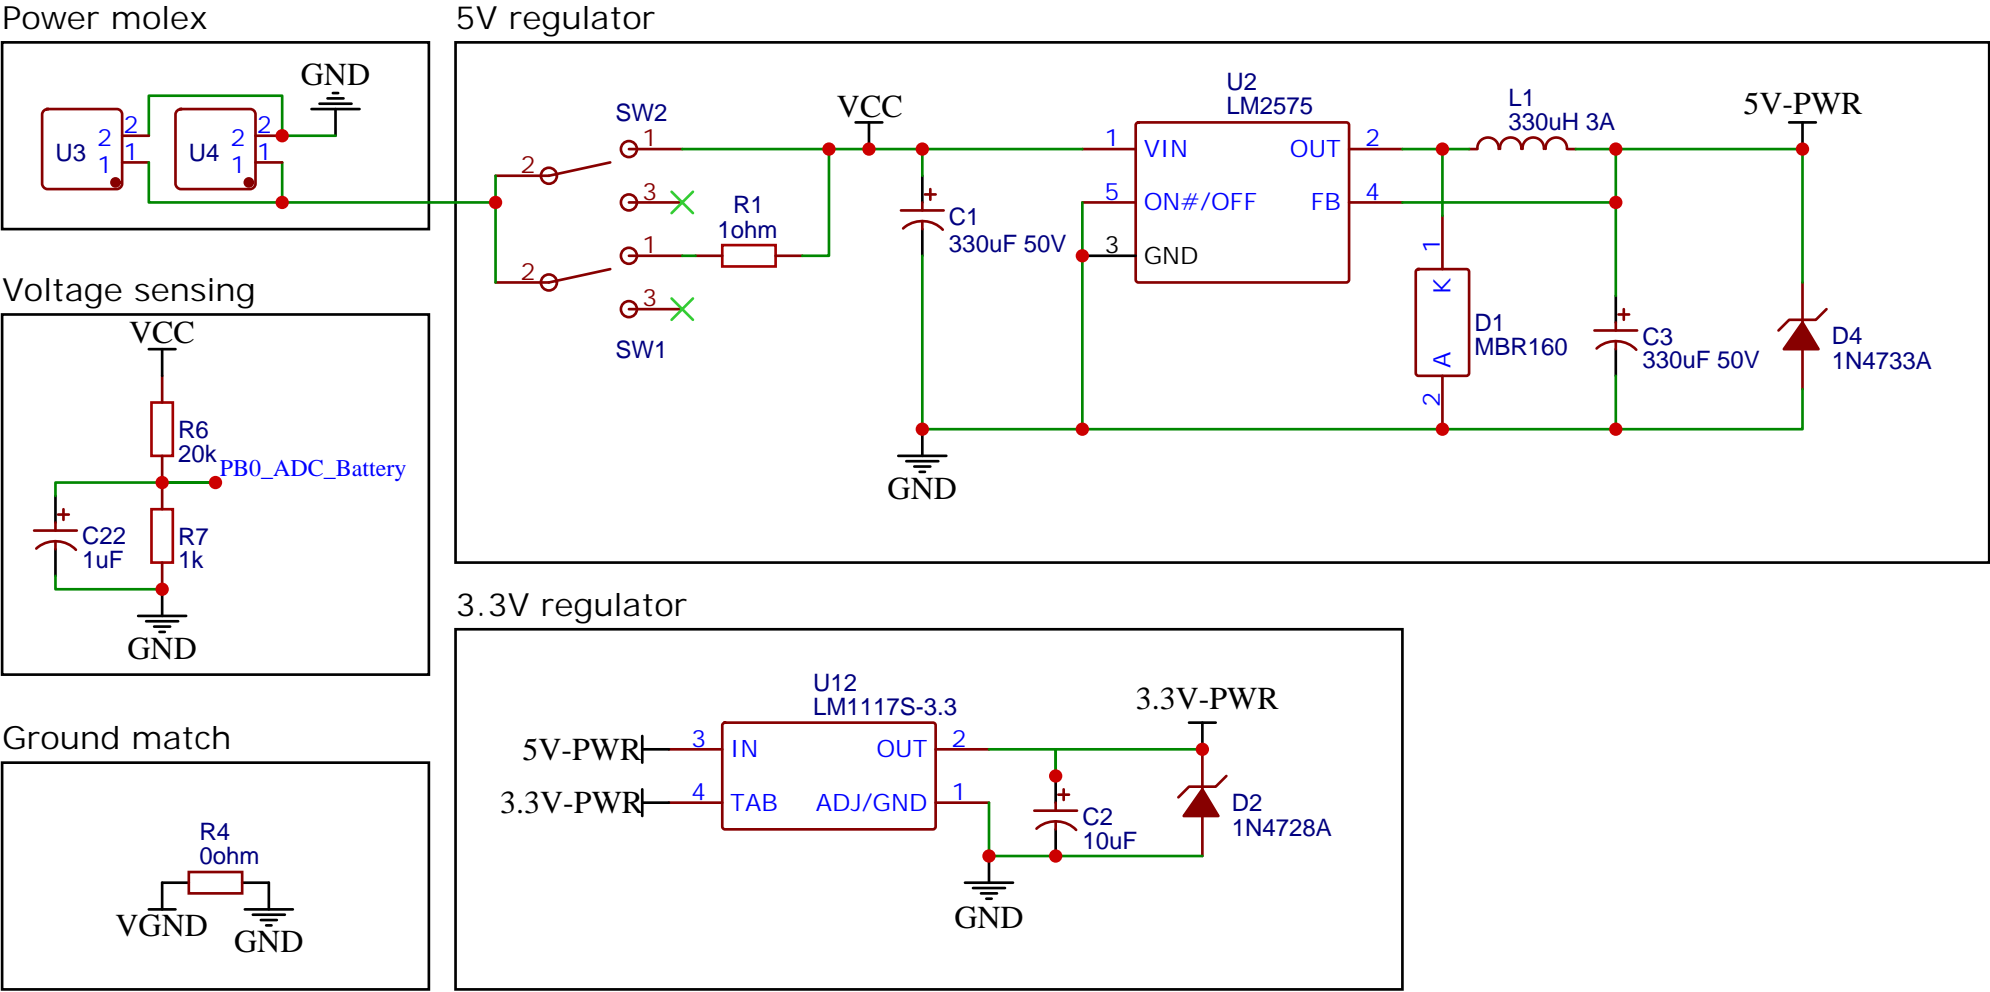 Power molex
GND
U3
2
1
2
1
U4
2
1
2
1
5V regulator
SW2
1
2
3
1
2
3
SW1
R1
1ohm
VCC
C1
330uF 50V
U2
LM2575
1
VIN
OUT
2
5
ON#/OFF
FB
4
3
GND
L1
330uH 3A
5V-PWR
1
K
A
2
D1
MBR160
C3
330uF 50V
D4
1N4733A
GND
Voltage sensing
VCC
R6
20k
PB0_ADC_Battery
C22
1uF
R7
1k
GND
3.3V regulator
U12
LM1117S-3.3
5V-PWR
3
IN
OUT
2
3.3V-PWR
4
TAB
ADJ/GND
1
3.3V-PWR
C2
10uF
D2
1N4728A
GND
Ground match
R4
0ohm
VGND
GND